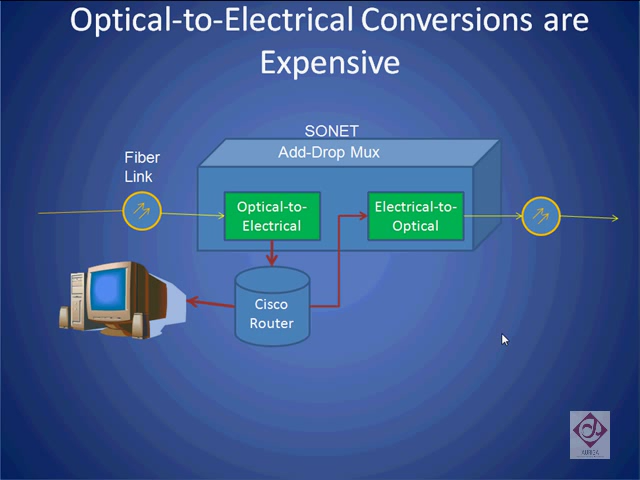 Optical-to-Electrical Conversions are
Expensive
SONET
Add-Drop Mux
Fiber
Link
Optical-to-
Electrical
Electrical-to-
Optical
Cisco
Router